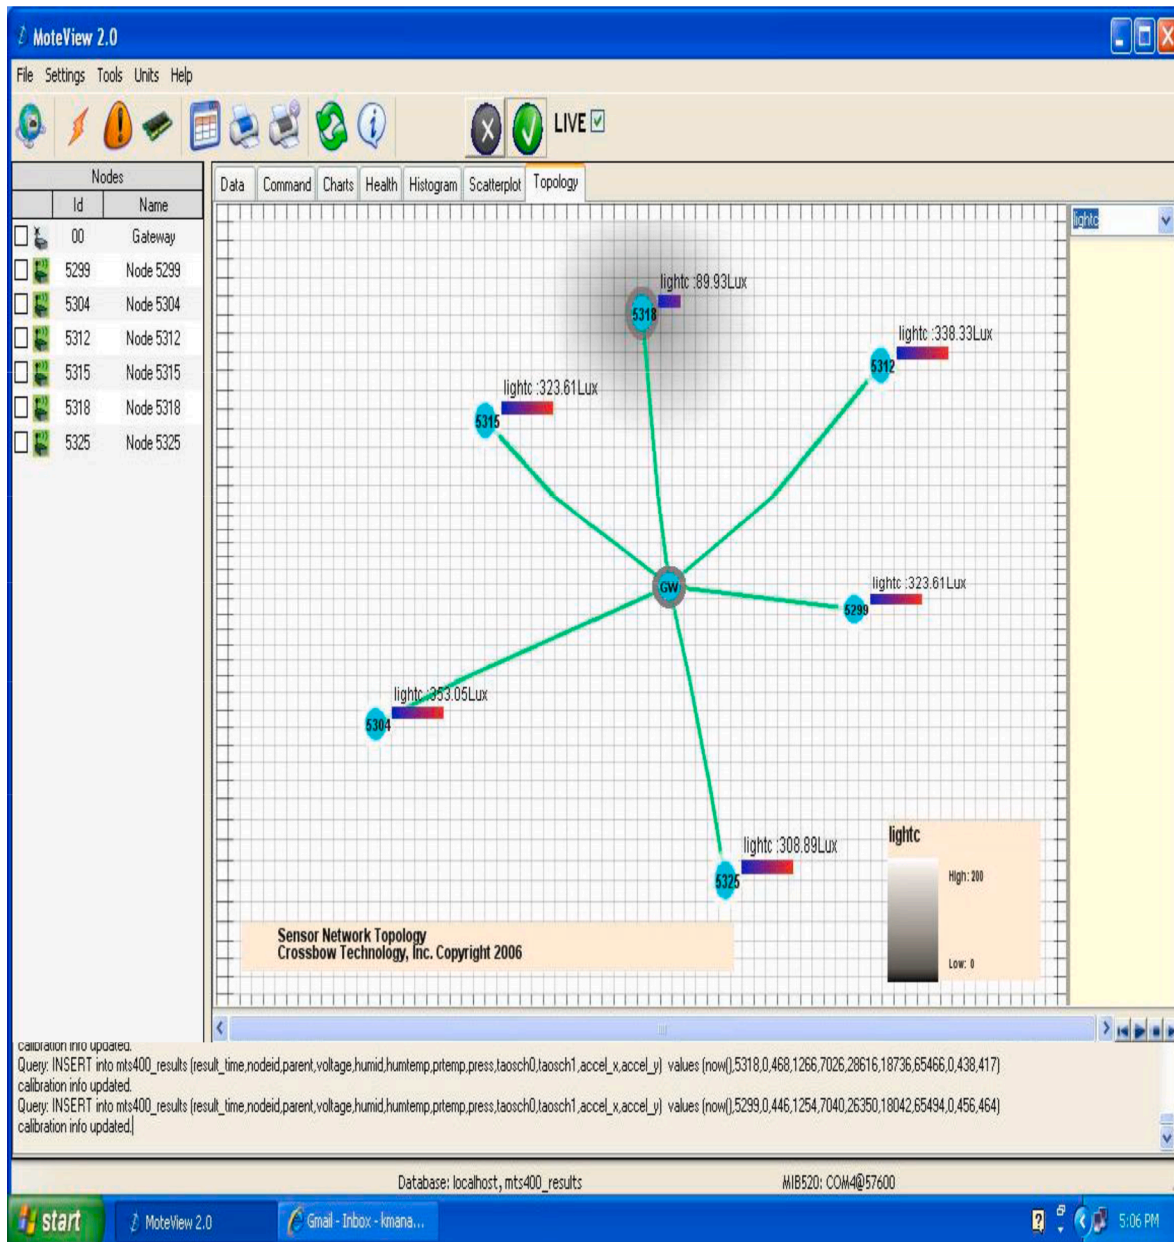 MoteView 2.0
File Settings Tools Units Help
LIVE
Nodes
Id Name
00 Gateway
5299 Node 5299
5304 Node 5304
5312 Node 5312
5315 Node 5315
5318 Node 5318
5325 Node 5325
Data Command Charts Health Histogram Scatterplot Topology
lightc
lightc :89.93Lux
5318
lightc :338.33Lux
5312
lightc :323.61Lux
5315
GW
lightc :323.61Lux
5299
lightc :353.05Lux
5304
lightc :308.89Lux
5325
lightc
High: 200
Low: 0
Sensor Network Topology
Crossbow Technology, Inc. Copyright 2006
calibration info updated.
Query: INSERT into mts400_results (result_time,nodeid,parent,voltage,humid,humtemp,prtemp,press,taosch0,taosch1,accel_x,accel_y) values (now(),5318,0,468,1266,7026,28616,18736,65466,0,438,417)
calibration info updated.
Query: INSERT into mts400_results (result_time,nodeid,parent,voltage,humid,humtemp,prtemp,press,taosch0,taosch1,accel_x,accel_y) values (now(),5299,0,446,1254,7040,26350,18042,65494,0,456,464)
calibration info updated.
Database: localhost, mts400_results MIB520: COM4@57600
start MoteView 2.0 Gmail - Inbox - kmana... 5:06 PM